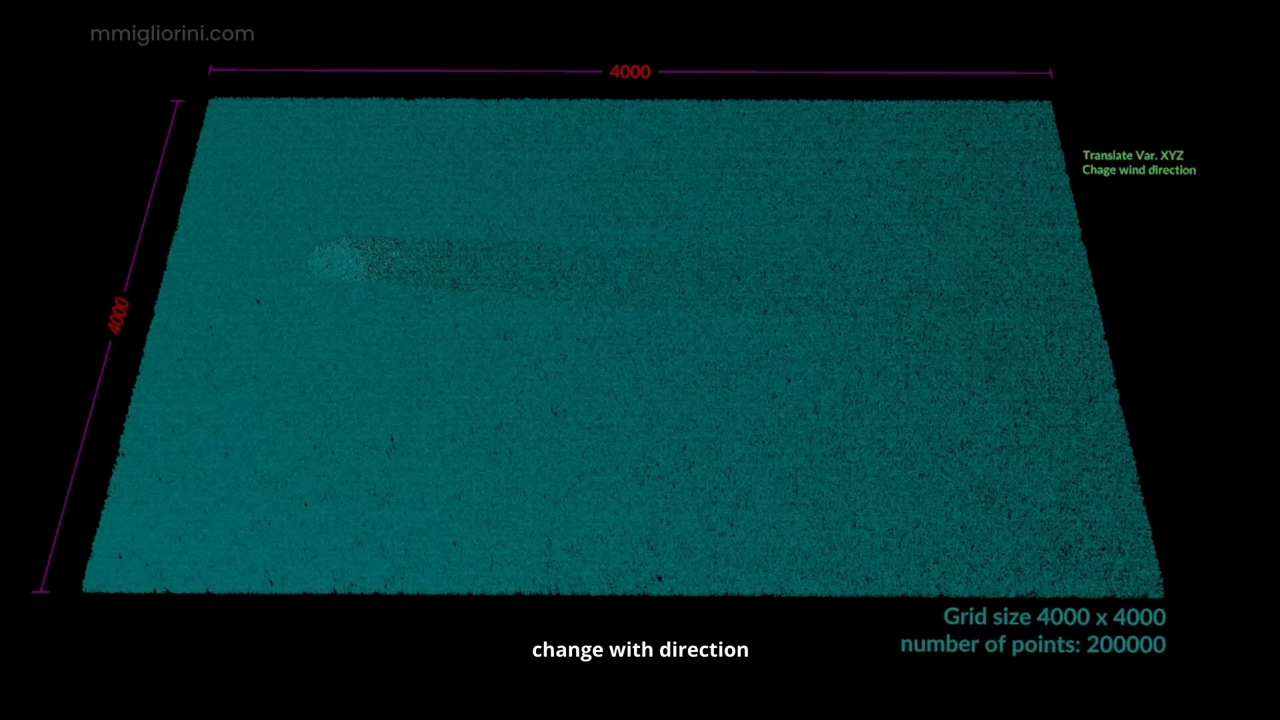 mmigliorini.com
4000
Translate Var. XYZ
Chage wind direction
4000
Grid size 4000 x 4000
number of points: 200000
change with direction